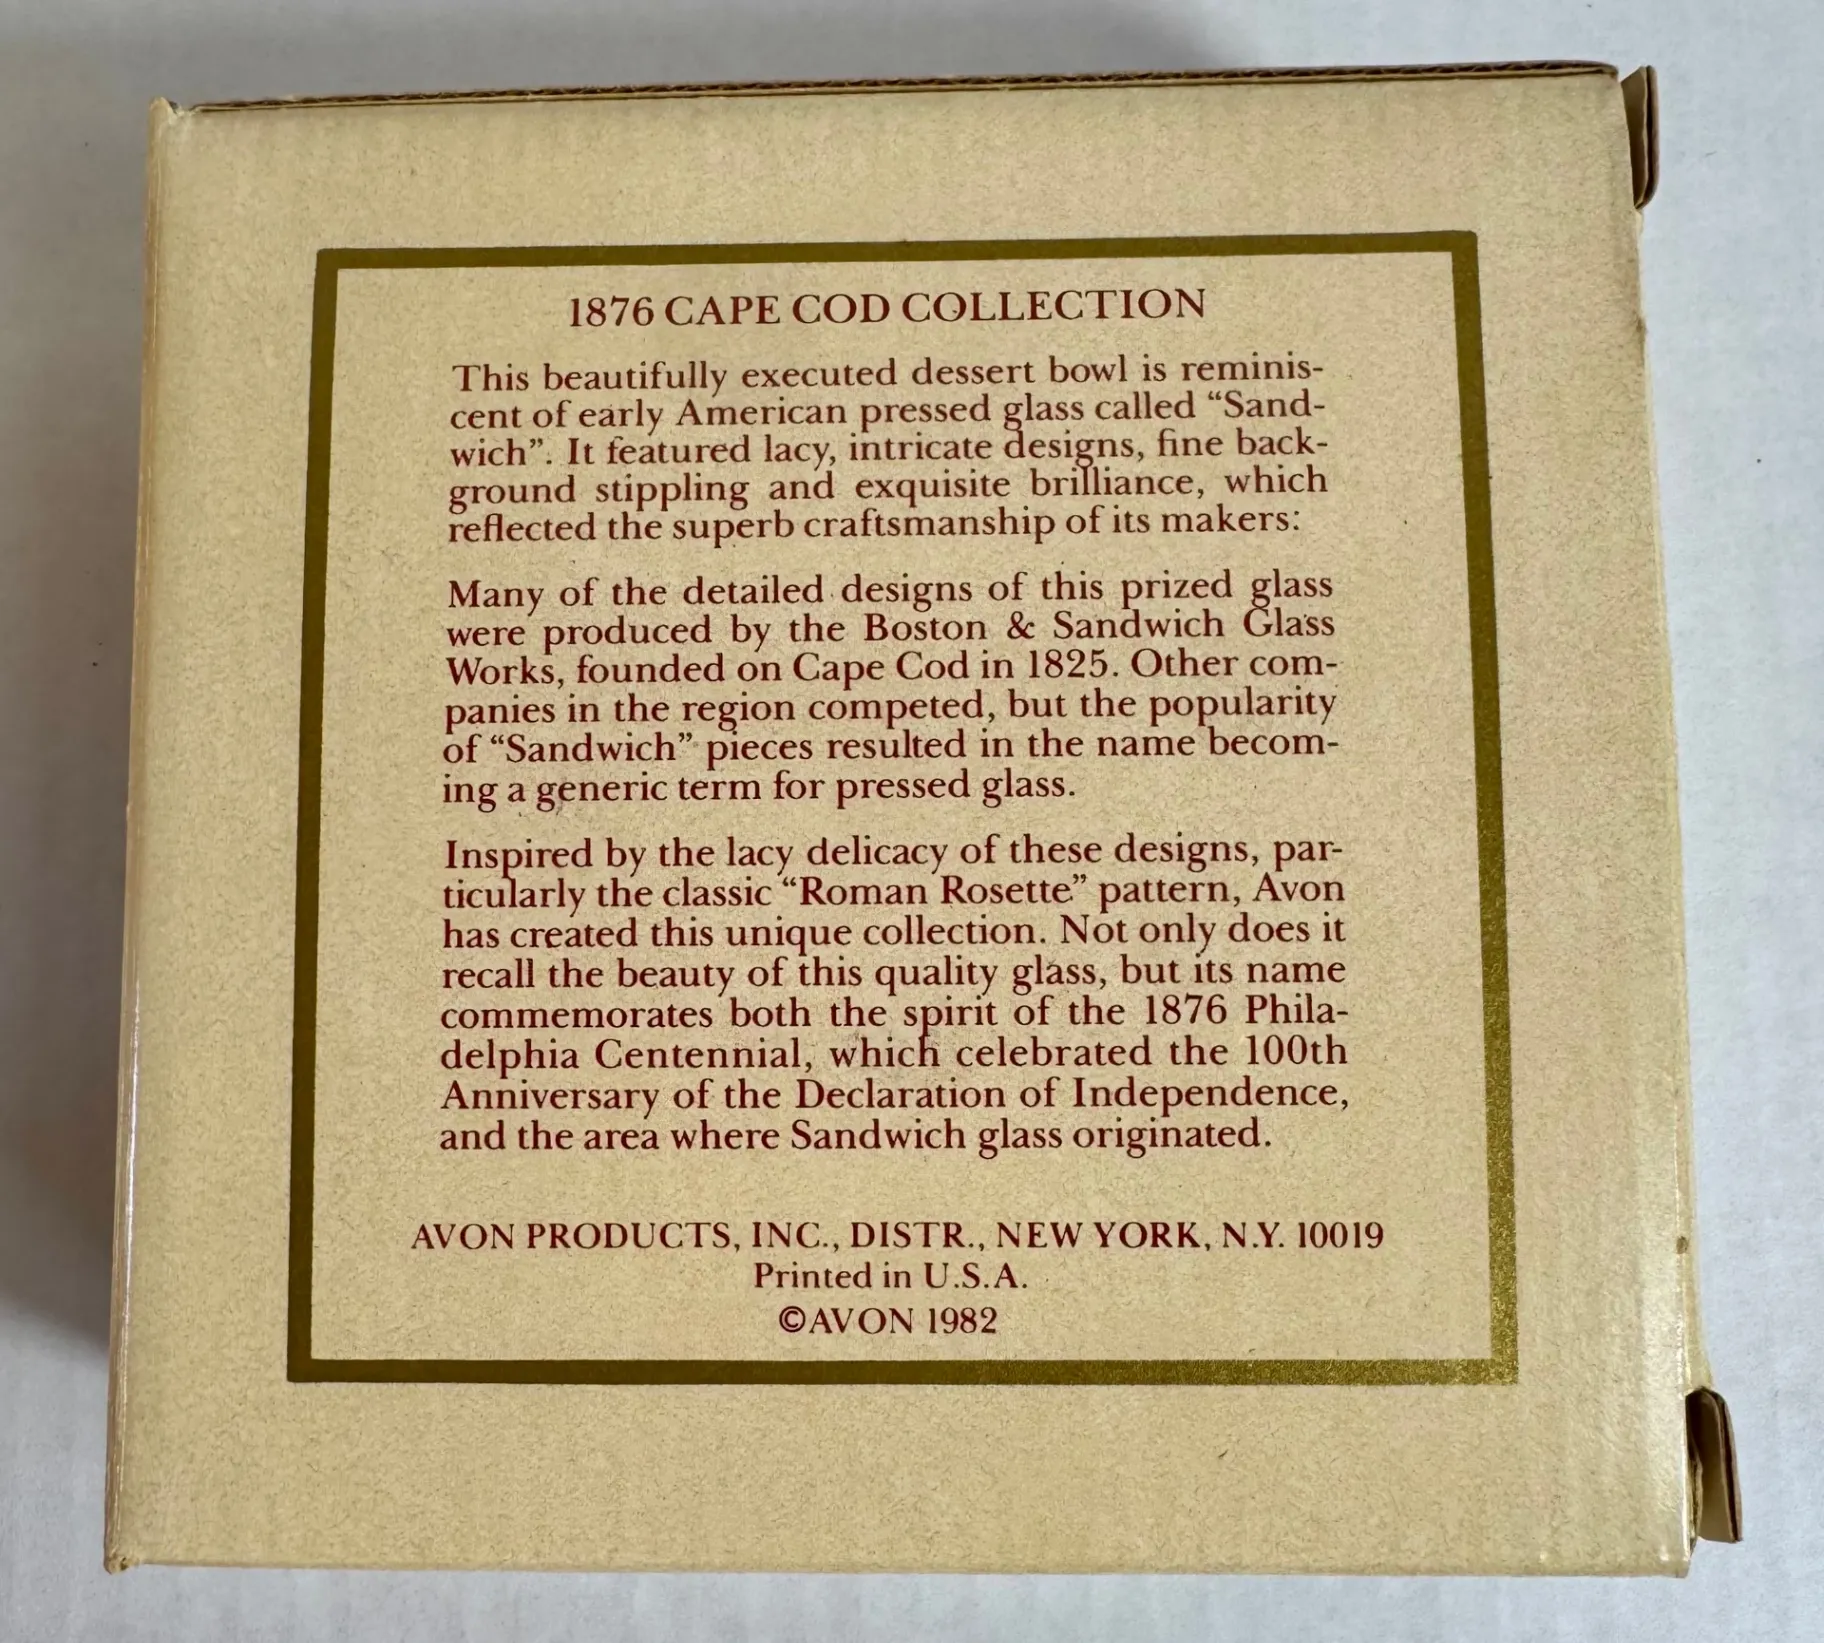 1876 CAPE COD COLLECTION
This beautifully executed dessert bowl is reminis-
cent of early American pressed glass called “Sand-
wich”. It featured lacy, intricate designs, fine back-
ground stippling and exquisite brilliance, which
reflected the superb craftsmanship of its makers:
Many of the detailed designs of this prized glass
were produced by the Boston & Sandwich Glass
Works, founded on Cape Cod in 1825. Other com-
panies in the region competed, but the popularity
of “Sandwich” pieces resulted in the name becom-
ing a generic term for pressed glass.
Inspired by the lacy delicacy of these designs, par-
ticularly the classic “Roman Rosette” pattern, Avon
has created this unique collection. Not only does it
recall the beauty of this quality glass, but its name
commemorates both the spirit of the 1876 Phila-
delphia Centennial, which celebrated the 100th
Anniversary of the Declaration of Independence,
and the area where Sandwich glass originated.
AVON PRODUCTS, INC., DISTR., NEW YORK, N.Y. 10019
Printed in U.S.A.
©AVON 1982